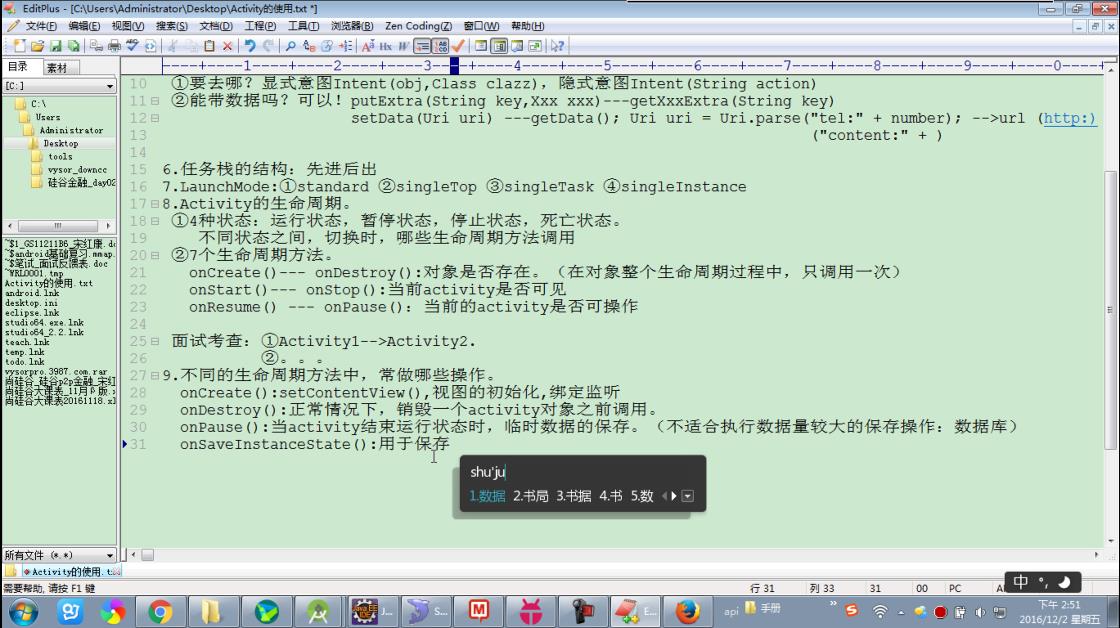 EditPlus - [C:\Users\Administrator\Desktop\Activity的使用.txt *]
文件(F) 编辑(E) 视图(V) 搜索(S) 文档(D) 工程(P) 工具(T) 浏览器(B) Zen Coding(Z) 窗口(W) 帮助(H)
目录 素材
[C:]
C:\
Users
Administrator
Desktop
tools
vysor_downcc
硅谷金融_day02
~$1_GS11211B6_宋红康.do
~$android基础复习.mmap.
~$笔试_面试反馈表.doc
~WRL0001.tmp
Activity的使用.txt
android.lnk
desktop.ini
eclipse.lnk
studio64.exe.lnk
studio64_2.2.lnk
teach.lnk
temp.lnk
todo.lnk
vysorpro.3987.com.rar
尚硅谷_硅谷p2p金融_宋红
尚硅谷大课表_11月β版.x
尚硅谷大课表20161118.xl
所有文件 (*.*)
----+----1----+----2----+----3----+----4----+----5----+----6----+----7----+----8----+----9----+----0----+--
10 ①要去哪？显式意图Intent(obj,Class clazz)，隐式意图Intent(String action)
11 ②能带数据吗？可以！putExtra(String key,Xxx xxx)---getXxxExtra(String key)
12 setData(Uri uri) ---getData(); Uri uri = Uri.parse("tel:" + number); -->url (http:)
13 ("content:" + )
14
15 6.任务栈的结构：先进后出
16 7.LaunchMode:①standard ②singleTop ③singleTask ④singleInstance
17 8.Activity的生命周期。
18 ①4种状态：运行状态，暂停状态，停止状态，死亡状态。
19 不同状态之间，切换时，哪些生命周期方法调用
20 ②7个生命周期方法。
21 onCreate()--- onDestroy():对象是否存在。（在对象整个生命周期过程中，只调用一次）
22 onStart()--- onStop():当前activity是否可见
23 onResume() --- onPause()：当前的activity是否可操作
24
25 面试考查：①Activity1-->Activity2.
26 ②。。。
27 9.不同的生命周期方法中，常做哪些操作。
28 onCreate():setContentView(),视图的初始化,绑定监听
29 onDestroy():正常情况下，销毁一个activity对象之前调用。
30 onPause():当activity结束运行状态时，临时数据的保存。（不适合执行数据量较大的保存操作：数据库）
31 onSaveInstanceState():用于保存
shu'ju
1.数据 2.书局 3.书据 4.书 5.数
Activity的使用.t
需要帮助, 请按 F1 键
行 31 列 33 31 00 PC
中 °,
J... S... E... api 手册
下午 2:51
2016/12/2 星期五